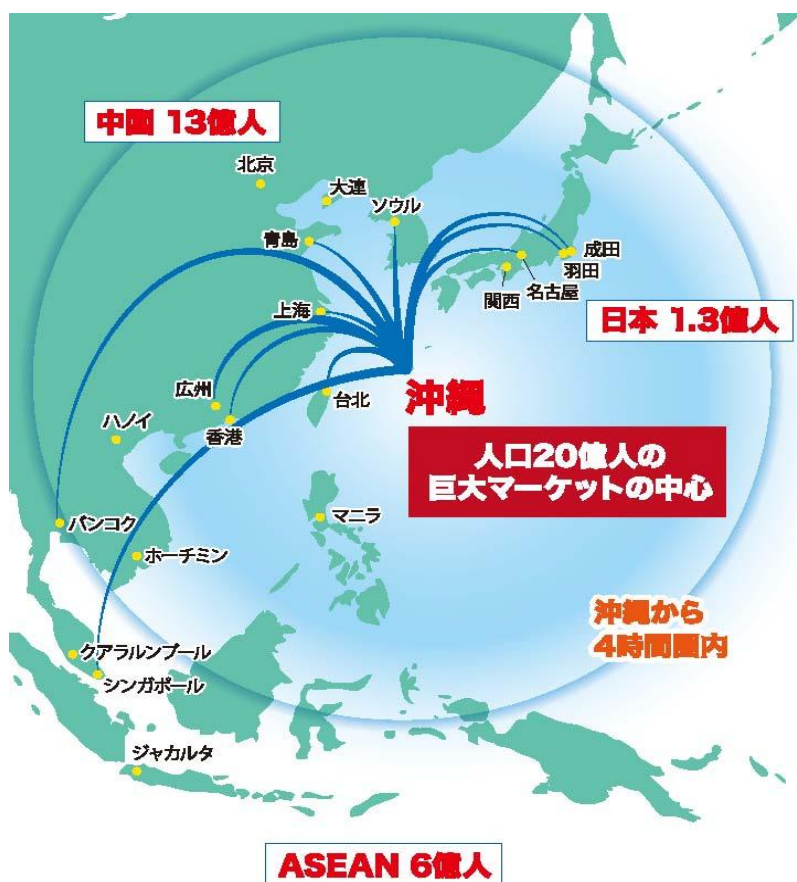 中国 13億人
北京
大連
ソウル
青島
成田
羽田
名古屋
関西
上海
日本 1.3億人
広州
台北
沖縄
香港
ハノイ
人口20億人の
巨大マーケットの中心
バンコク
マニラ
ホーチミン
沖縄から
4時間圏内
クアラルンプール
シンガポール
ジャカルタ
ASEAN 6億人